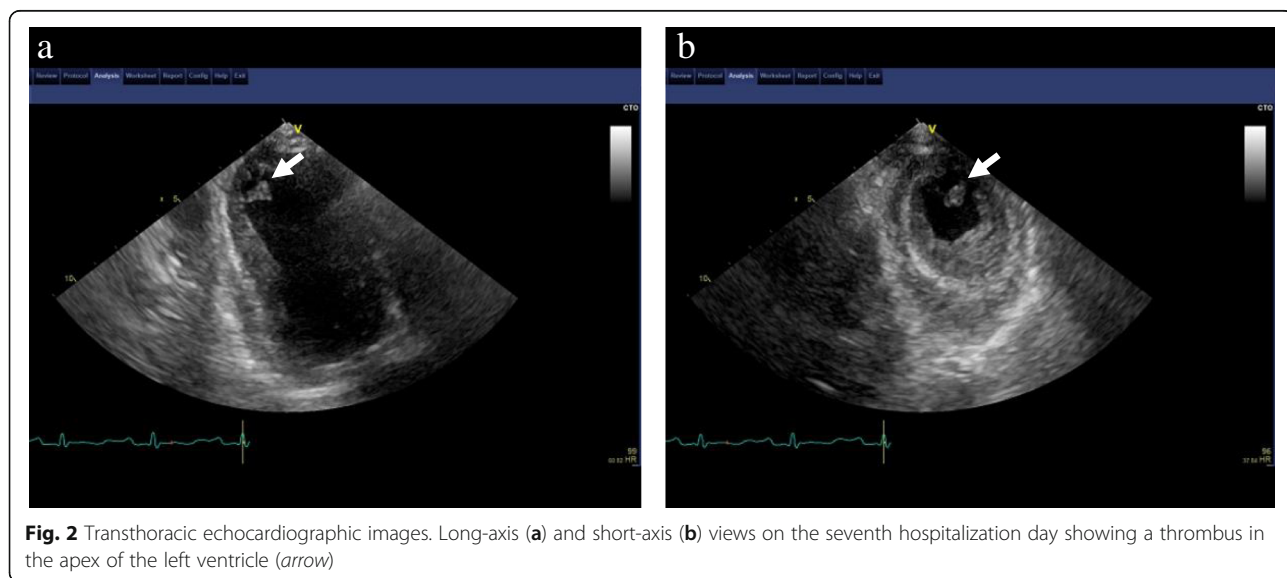 a
Review Protocol Analysis Worksheet Report Config Help Exit
CTO
V
x 5
10
99
HR
b
Review Protocol Analysis Worksheet Report Config Help Exit
CTO
V
x 5
10
96
HR
Fig. 2 Transthoracic echocardiographic images. Long-axis (a) and short-axis (b) views on the seventh hospitalization day showing a thrombus in
the apex of the left ventricle (arrow)